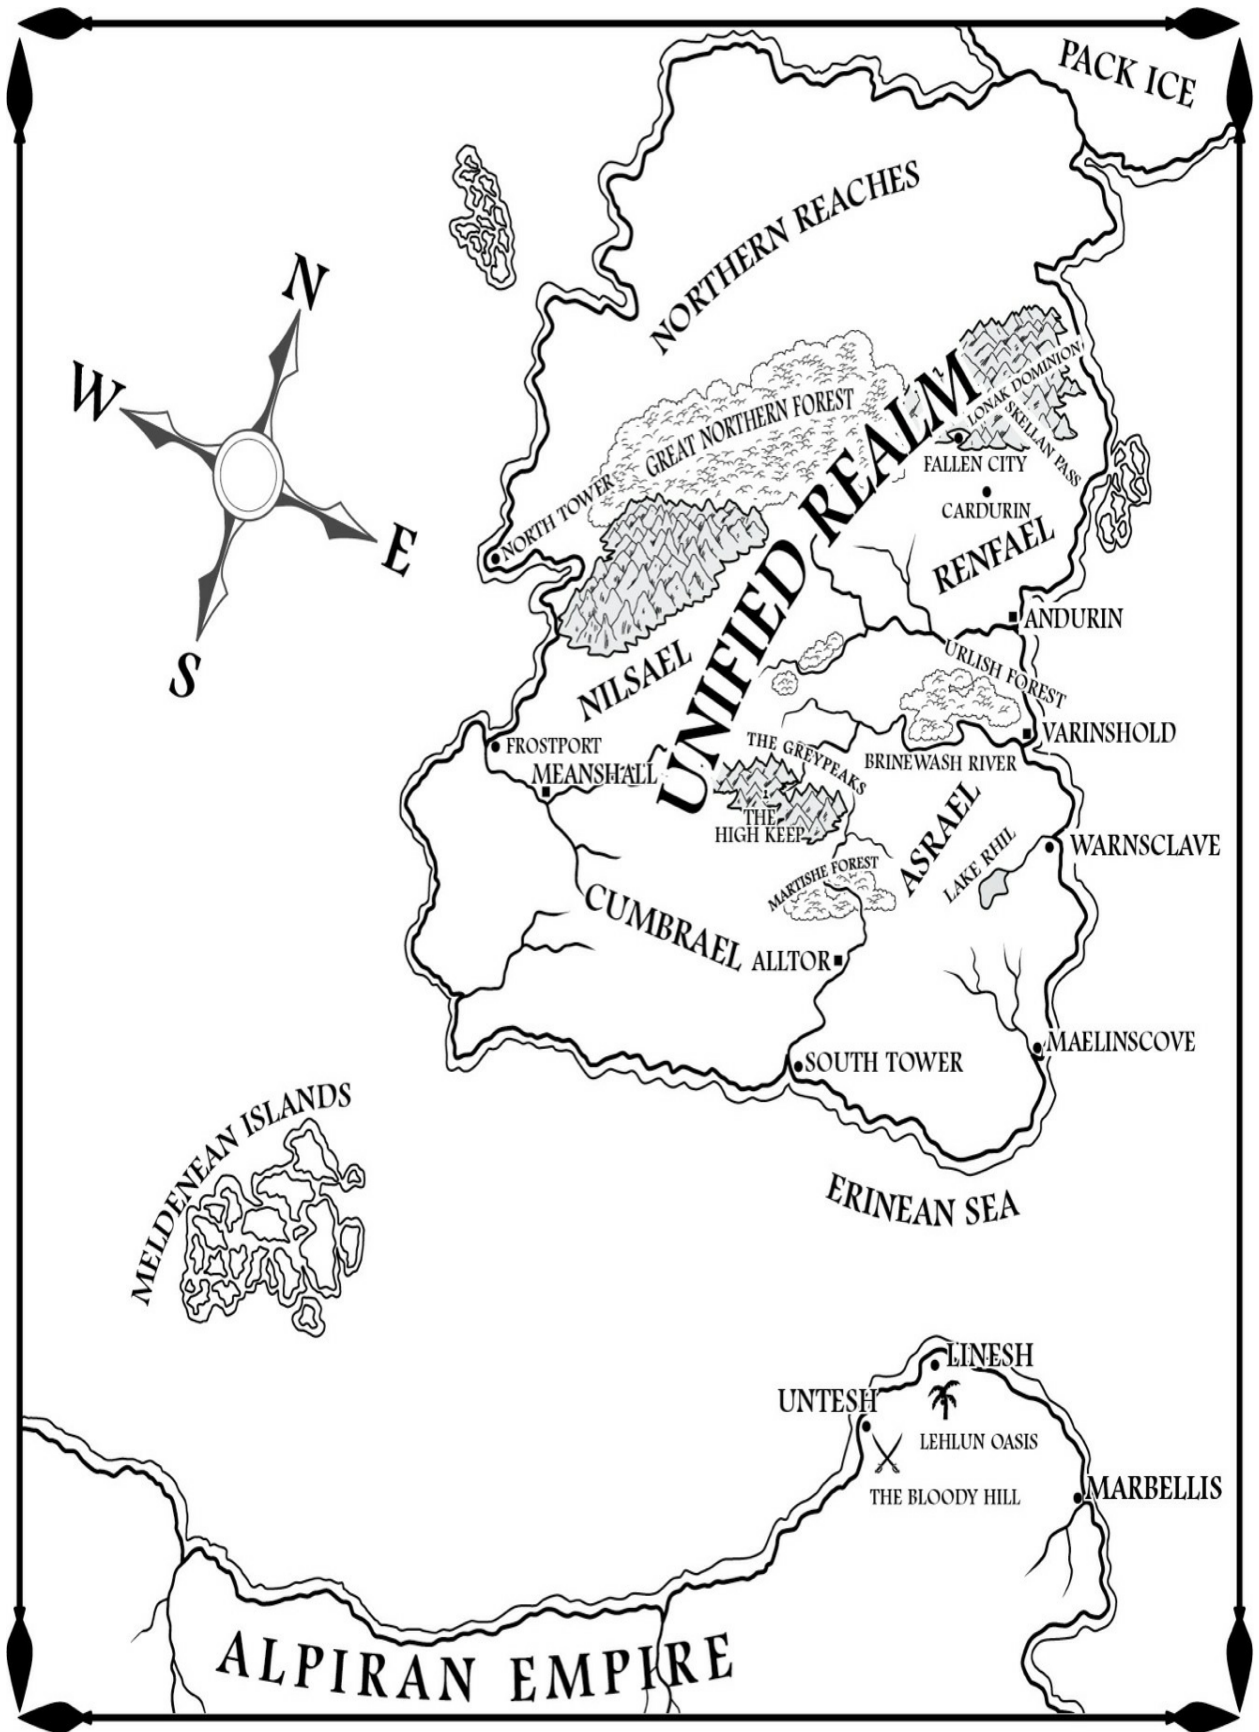 PACK ICE
NORTHERN REACHES
N
W
E
S
GREAT NORTHERN FOREST
LONAK DOMINION
SKELLAN PASS
FALLEN CITY
CARDURIN
NORTH TOWER
UNIFIED REALM
RENFAEL
ANDURIN
NILSAEL
URLISH FOREST
VARINSHOLD
FROSTPORT
MEANSHALL
THE GREYPEAKS
BRINEWASH RIVER
THE
HIGH KEEP
ASRAEL
LAKE RHIL
WARNSCLAVE
MARTISHE FOREST
CUMBRAEL
ALLTOR
MAELINSCOVE
SOUTH TOWER
MELDENEAN ISLANDS
ERINEAN SEA
LINESH
UNTESH
LEHLUN OASIS
THE BLOODY HILL
MARBELLIS
ALPIRAN EMPIRE